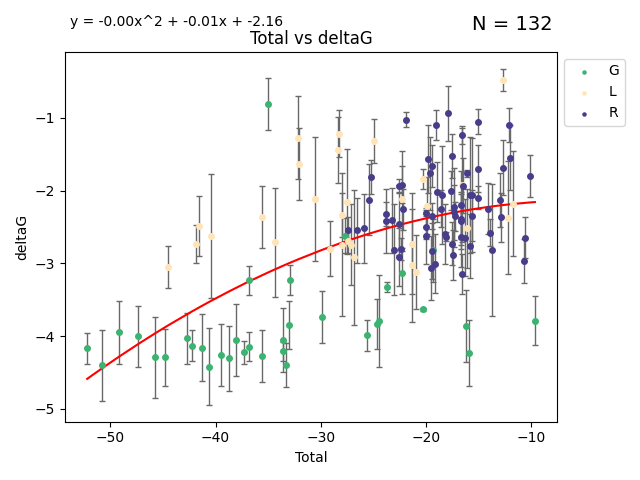 y = -0.00x^2 + -0.01x + -2.16
N = 132
Total vs deltaG
G
L
R
deltaG
−1
−2
−3
−4
−5
−50 −40 −30 −20 −10
Total